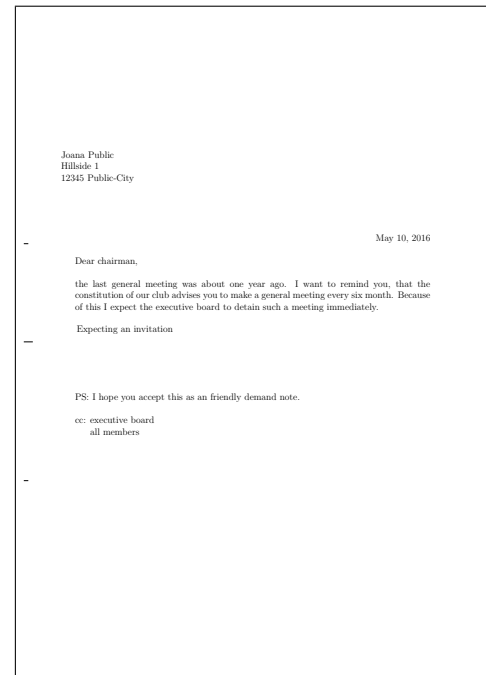 Joana Public
Hillside 1
12345 Public-City
May 10, 2016
Dear chairman,
the last general meeting was about one year ago. I want to remind you, that the
constitution of our club advises you to make a general meeting every six month. Because
of this I expect the executive board to detain such a meeting immediately.
Expecting an invitation
PS: I hope you accept this as an friendly demand note.
cc: executive board
all members